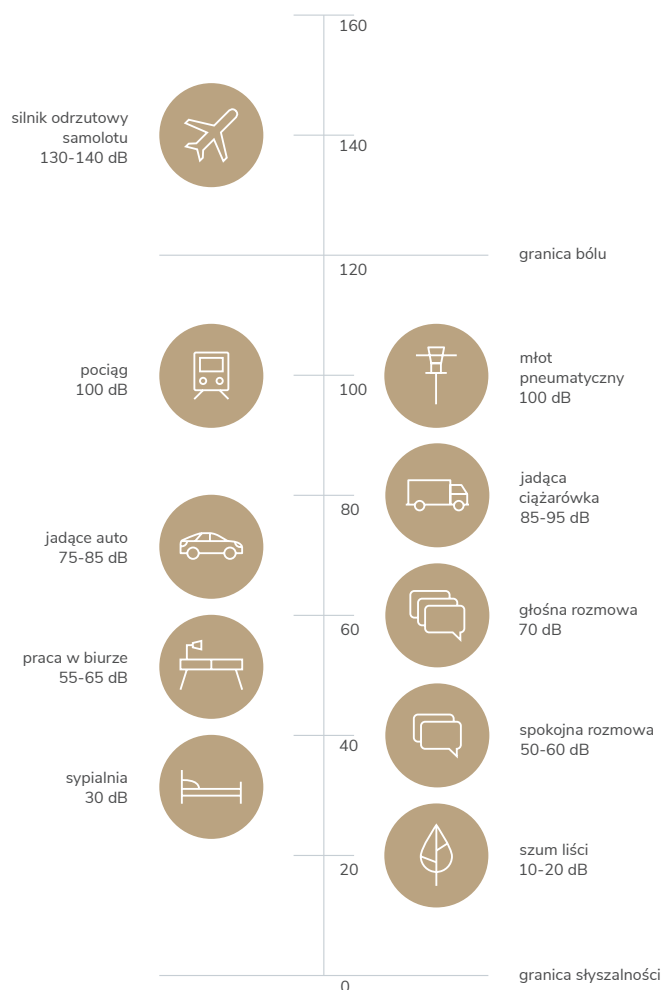 160
silnik odrzutowy
samolotu
130-140 dB
140
granica bólu
120
pociąg
100 dB
100
młot
pneumatyczny
100 dB
jadąca
ciążarówka
85-95 dB
80
jadące auto
75-85 dB
głośna rozmowa
70 dB
60
praca w biurze
55-65 dB
spokojna rozmowa
50-60 dB
40
sypialnia
30 dB
szum liści
10-20 dB
20
granica słyszalności
0